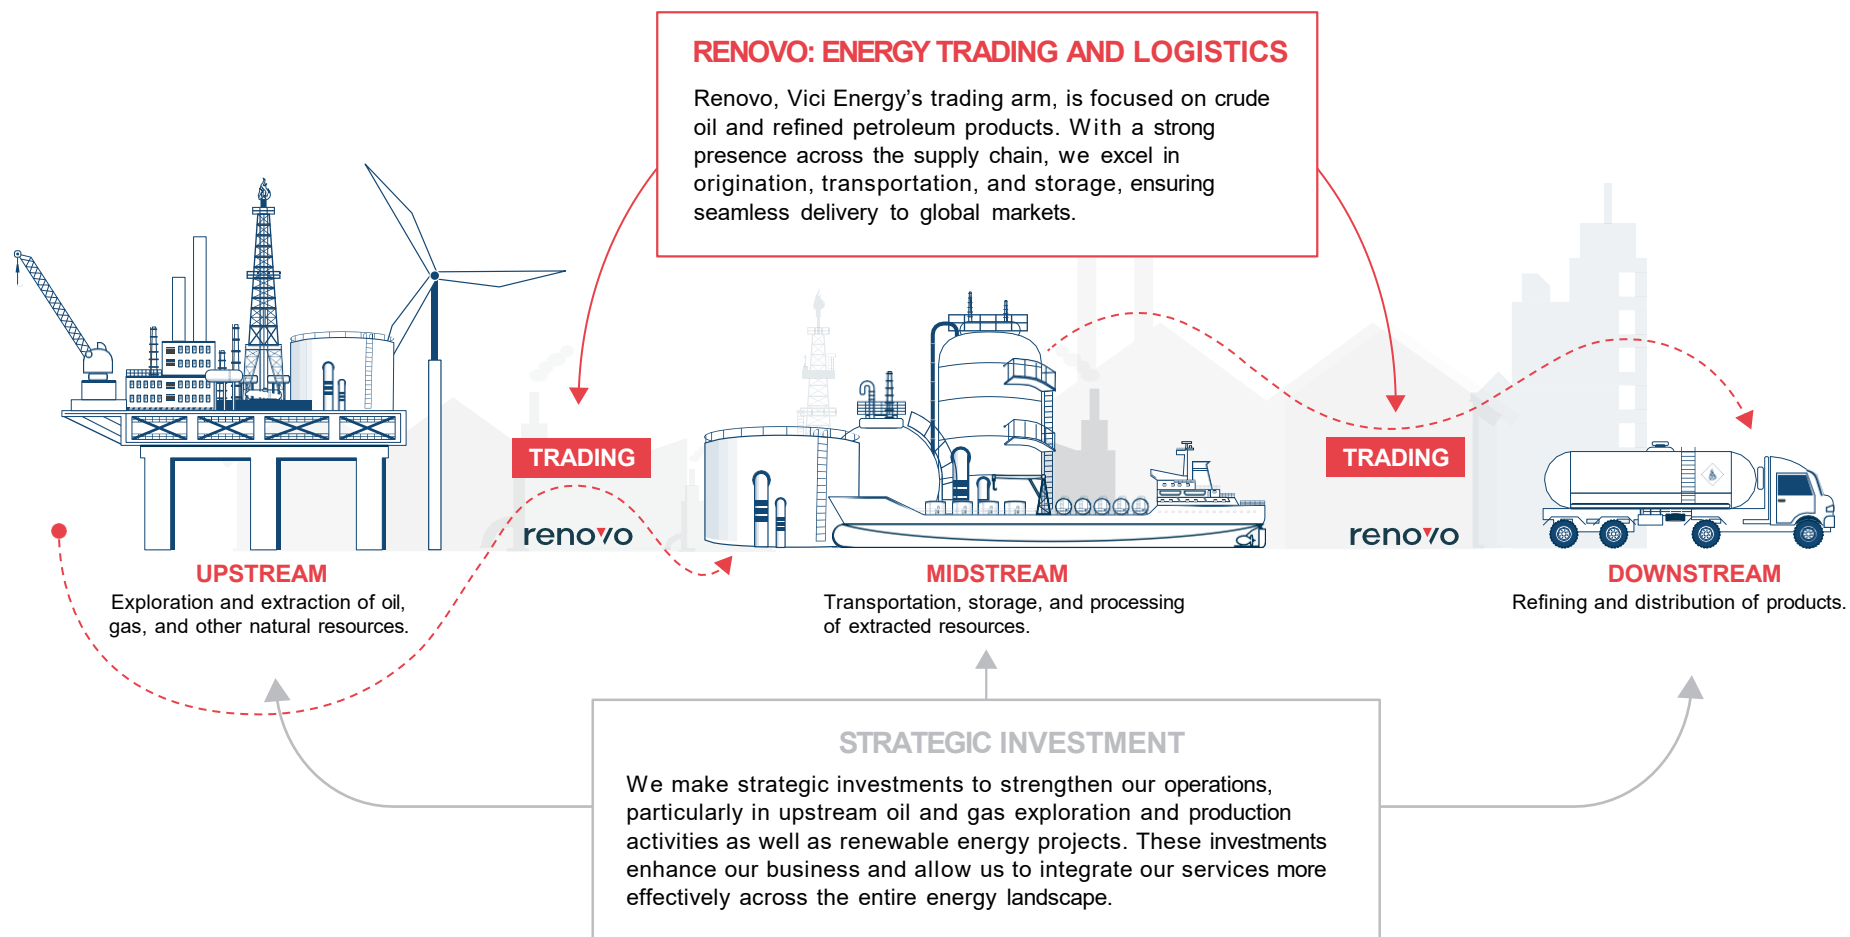 RENOVO: ENERGY TRADING AND LOGISTICS
Renovo, Vici Energy’s trading arm, is focused on crude
oil and refined petroleum products. With a strong
presence across the supply chain, we excel in
origination, transportation, and storage, ensuring
seamless delivery to global markets.
TRADING
renovo
TRADING
renovo
UPSTREAM
Exploration and extraction of oil,
gas, and other natural resources.
MIDSTREAM
Transportation, storage, and processing
of extracted resources.
DOWNSTREAM
Refining and distribution of products.
STRATEGIC INVESTMENT
We make strategic investments to strengthen our operations,
particularly in upstream oil and gas exploration and production
activities as well as renewable energy projects. These investments
enhance our business and allow us to integrate our services more
effectively across the entire energy landscape.